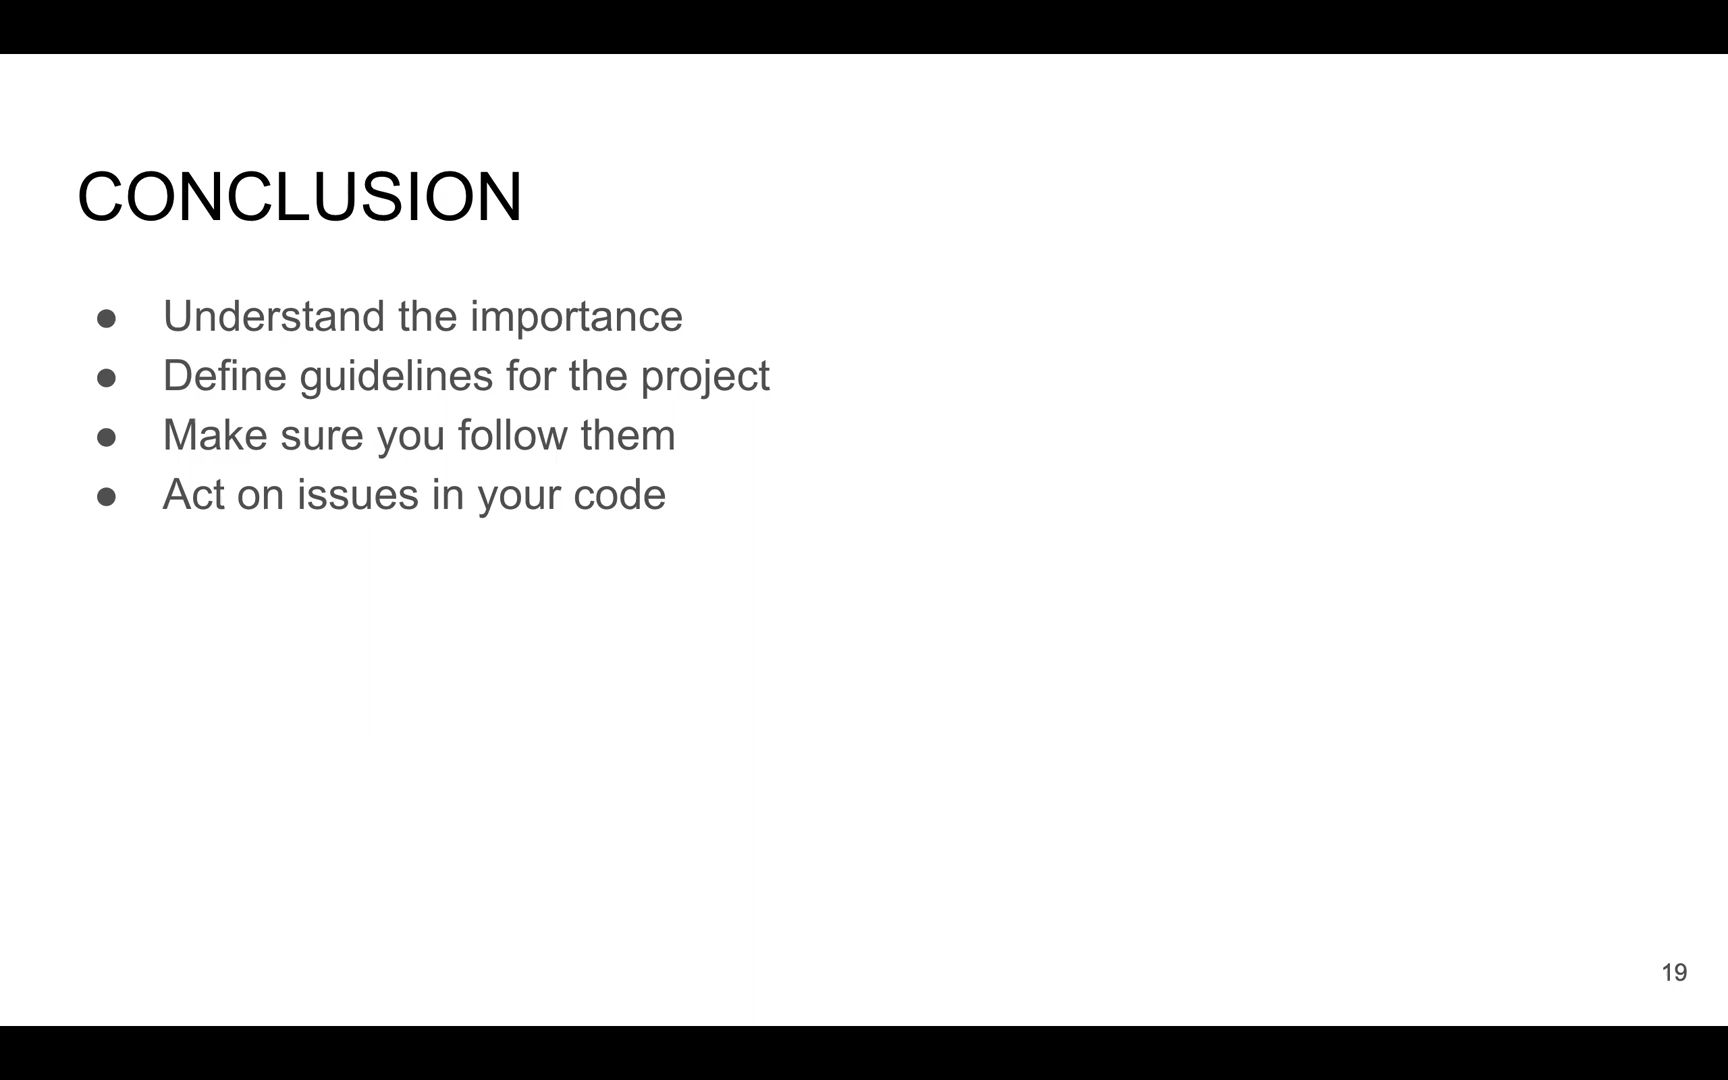 CONCLUSION
● Understand the importance
● Define guidelines for the project
● Make sure you follow them
● Act on issues in your code
19